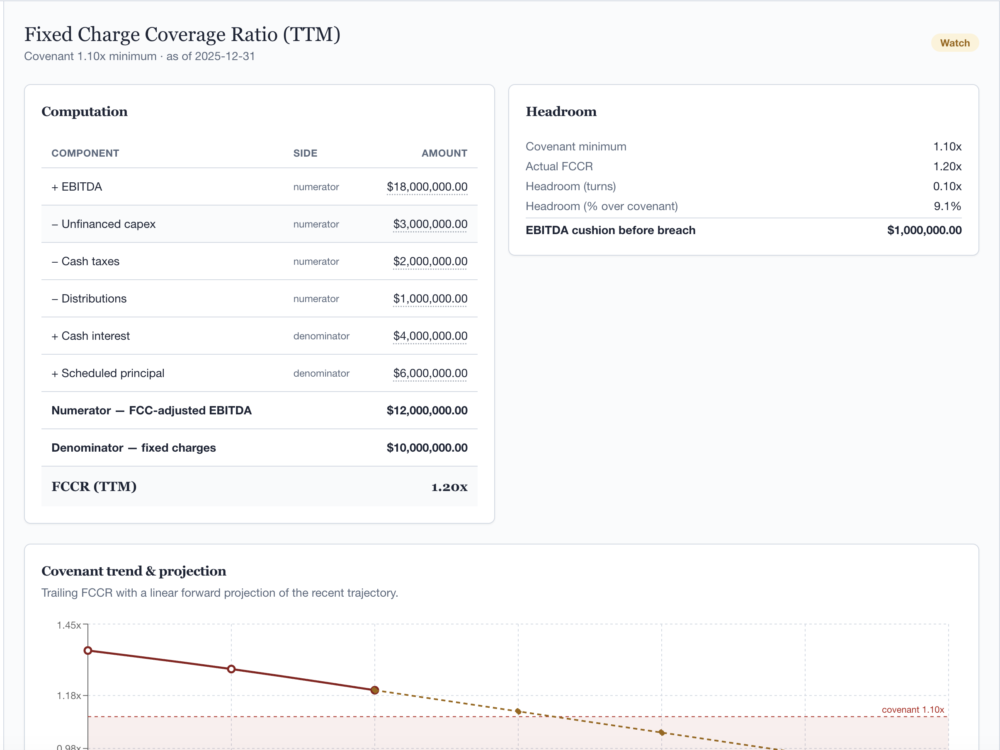 Fixed Charge Coverage Ratio (TTM)
Watch
Covenant 1.10x minimum · as of 2025-12-31
Computation
COMPONENT SIDE AMOUNT
+ EBITDA numerator $18,000,000.00
– Unfinanced capex numerator $3,000,000.00
– Cash taxes numerator $2,000,000.00
– Distributions numerator $1,000,000.00
+ Cash interest denominator $4,000,000.00
+ Scheduled principal denominator $6,000,000.00
Numerator — FCC-adjusted EBITDA $12,000,000.00
Denominator — fixed charges $10,000,000.00
FCCR (TTM) 1.20x
Headroom
Covenant minimum 1.10x
Actual FCCR 1.20x
Headroom (turns) 0.10x
Headroom (% over covenant) 9.1%
EBITDA cushion before breach $1,000,000.00
Covenant trend & projection
Trailing FCCR with a linear forward projection of the recent trajectory.
1.45x
1.18x
covenant 1.10x
0.98x